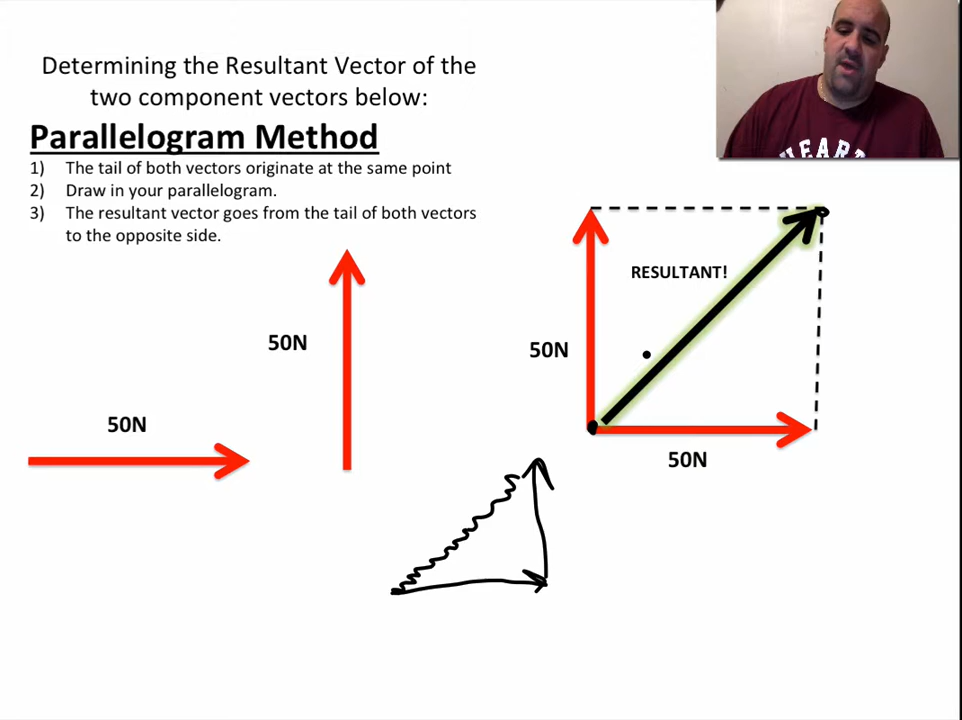 Determining the Resultant Vector of the
two component vectors below:
Parallelogram Method
1) The tail of both vectors originate at the same point
2) Draw in your parallelogram.
3) The resultant vector goes from the tail of both vectors
to the opposite side.
50N
50N
RESULTANT!
50N
50N
HEART